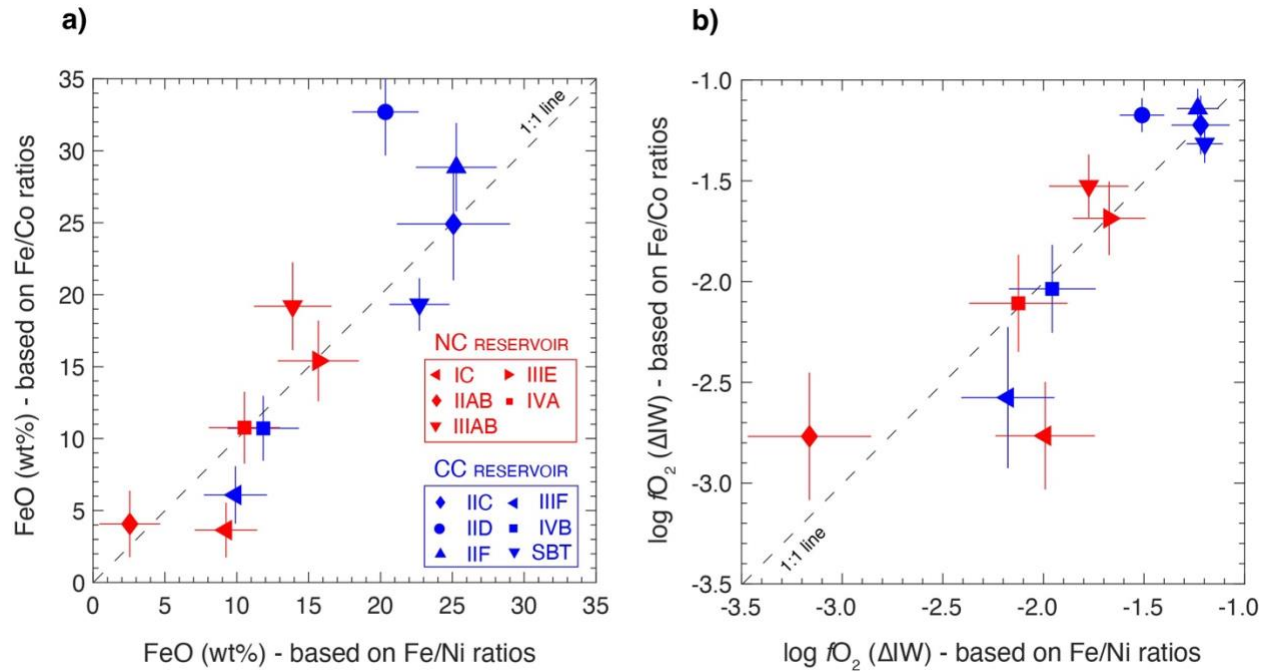 a)
FeO (wt%) - based on Fe/Co ratios
35
30
25
20
15
10
5
0
0 5 10 15 20 25 30 35
FeO (wt%) - based on Fe/Ni ratios
1:1 line
NC RESERVOIR
IC IIIE
IIAB IVA
IIIAB
CC RESERVOIR
IIC IIIF
IID IVB
IIF SBT
b)
log fO₂ (ΔIW) - based on Fe/Co ratios
-1.0
-1.5
-2.0
-2.5
-3.0
-3.5
-3.5 -3.0 -2.5 -2.0 -1.5 -1.0
log fO₂ (ΔIW) - based on Fe/Ni ratios
1:1 line